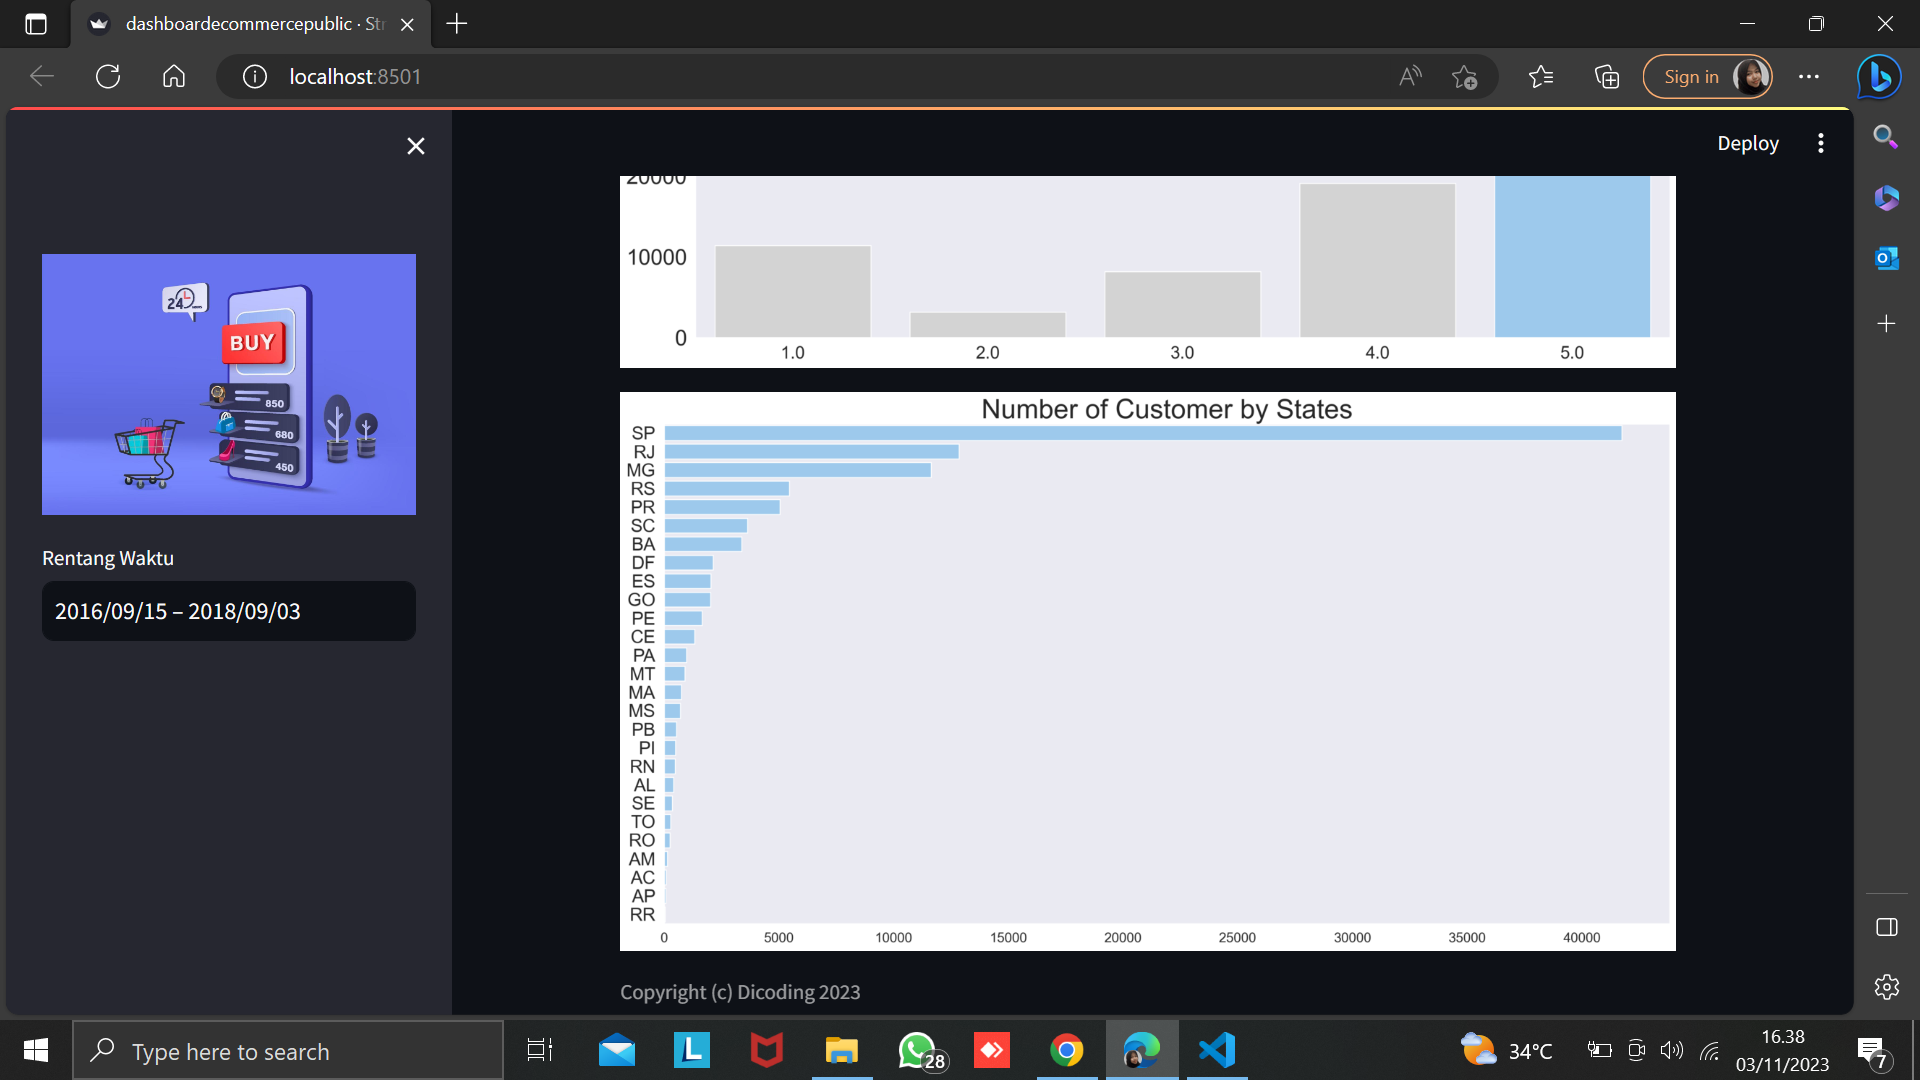 dashboardecommercepublic · Str
localhost:8501
Sign in
Deploy
24
BUY
850
680
450
Rentang Waktu
2016/09/15 – 2018/09/03
20000
10000
0
1.0 2.0 3.0 4.0 5.0
Number of Customer by States
SP
RJ
MG
RS
PR
SC
BA
DF
ES
GO
PE
CE
PA
MT
MA
MS
PB
PI
RN
AL
SE
TO
RO
AM
AC
AP
RR
0 5000 10000 15000 20000 25000 30000 35000 40000
Copyright (c) Dicoding 2023
Type here to search
28
34°C
16.38
03/11/2023
7